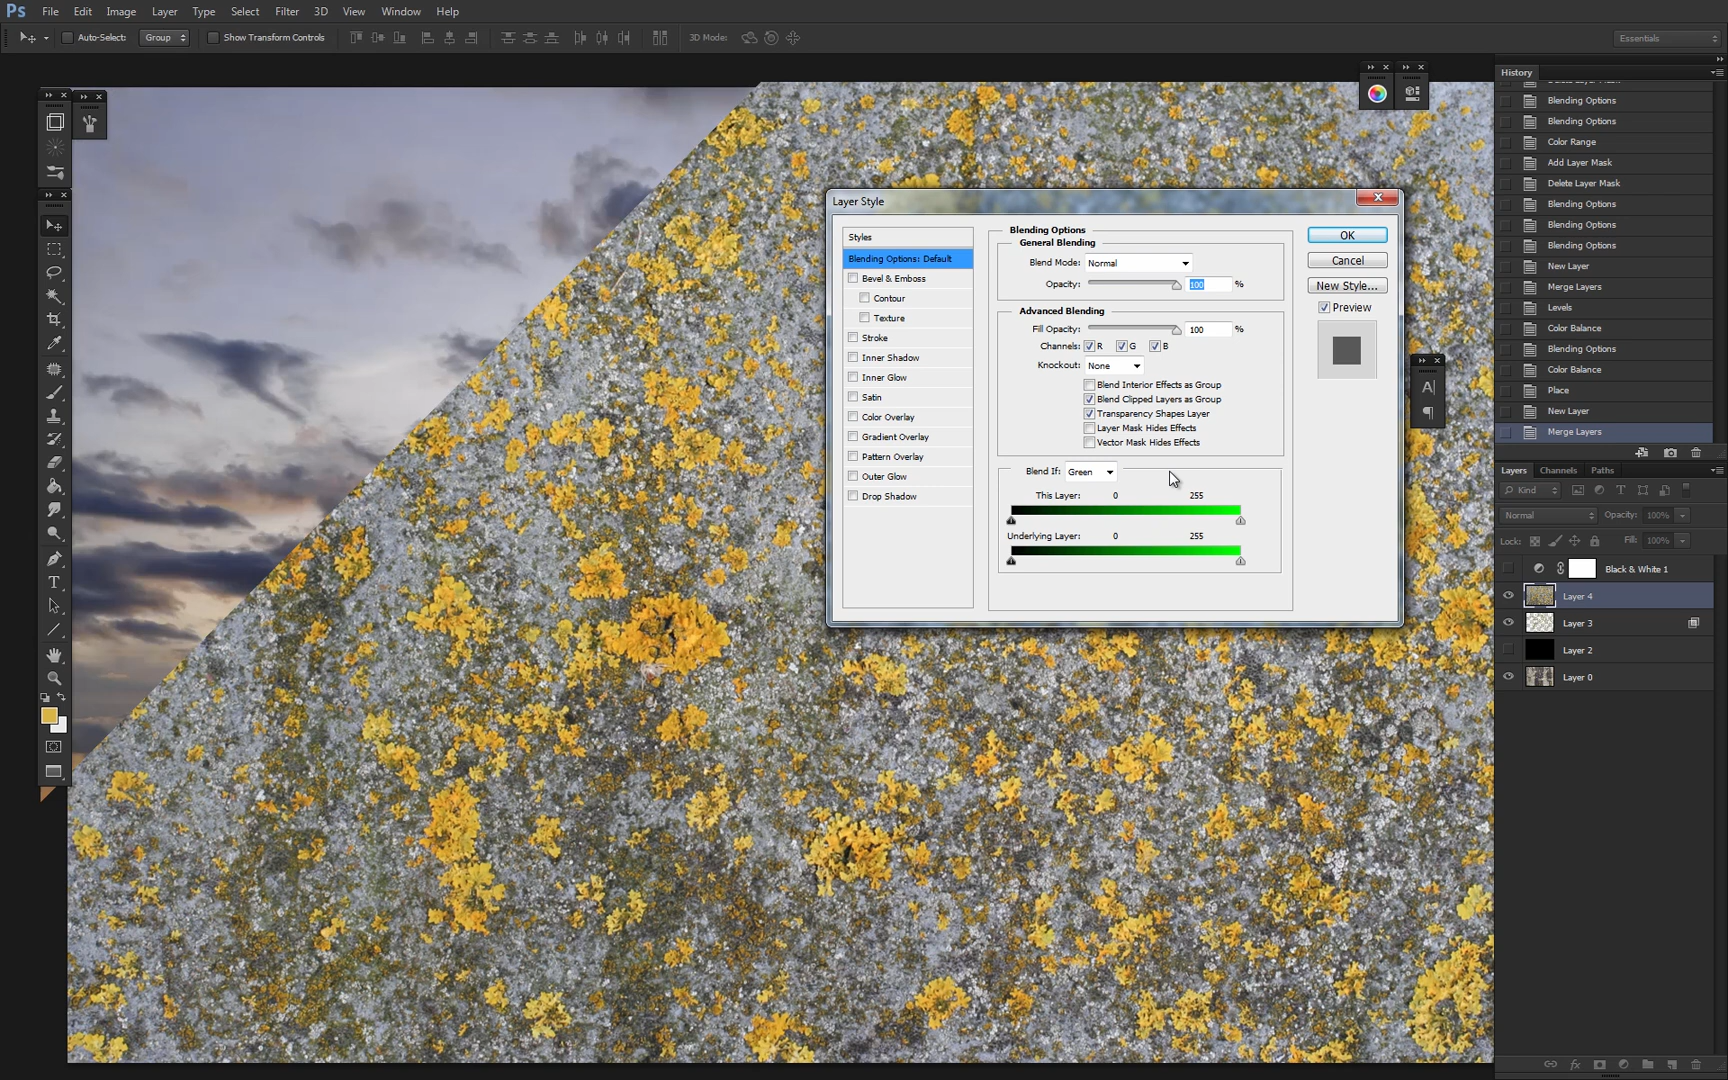 Ps File Edit Image Layer Type Select Filter 3D View Window Help
Auto-Select: Group Show Transform Controls 3D Mode: Essentials
History
Blending Options
Blending Options
Color Range
Add Layer Mask
Delete Layer Mask
Blending Options
Blending Options
Blending Options
New Layer
Merge Layers
Levels
Color Balance
Blending Options
Color Balance
Place
New Layer
Merge Layers
Layer Style
Styles
Blending Options: Default
Bevel & Emboss
Contour
Texture
Stroke
Inner Shadow
Inner Glow
Satin
Color Overlay
Gradient Overlay
Pattern Overlay
Outer Glow
Drop Shadow
Blending Options
General Blending
Blend Mode: Normal
Opacity: 100 %
Advanced Blending
Fill Opacity: 100 %
Channels: R G B
Knockout: None
Blend Interior Effects as Group
Blend Clipped Layers as Group
Transparency Shapes Layer
Layer Mask Hides Effects
Vector Mask Hides Effects
Blend If: Green
This Layer: 0 255
Underlying Layer: 0 255
OK
Cancel
New Style...
Preview
Layers Channels Paths
Kind
Normal Opacity: 100%
Lock: Fill: 100%
Black & White 1
Layer 4
Layer 3
Layer 2
Layer 0